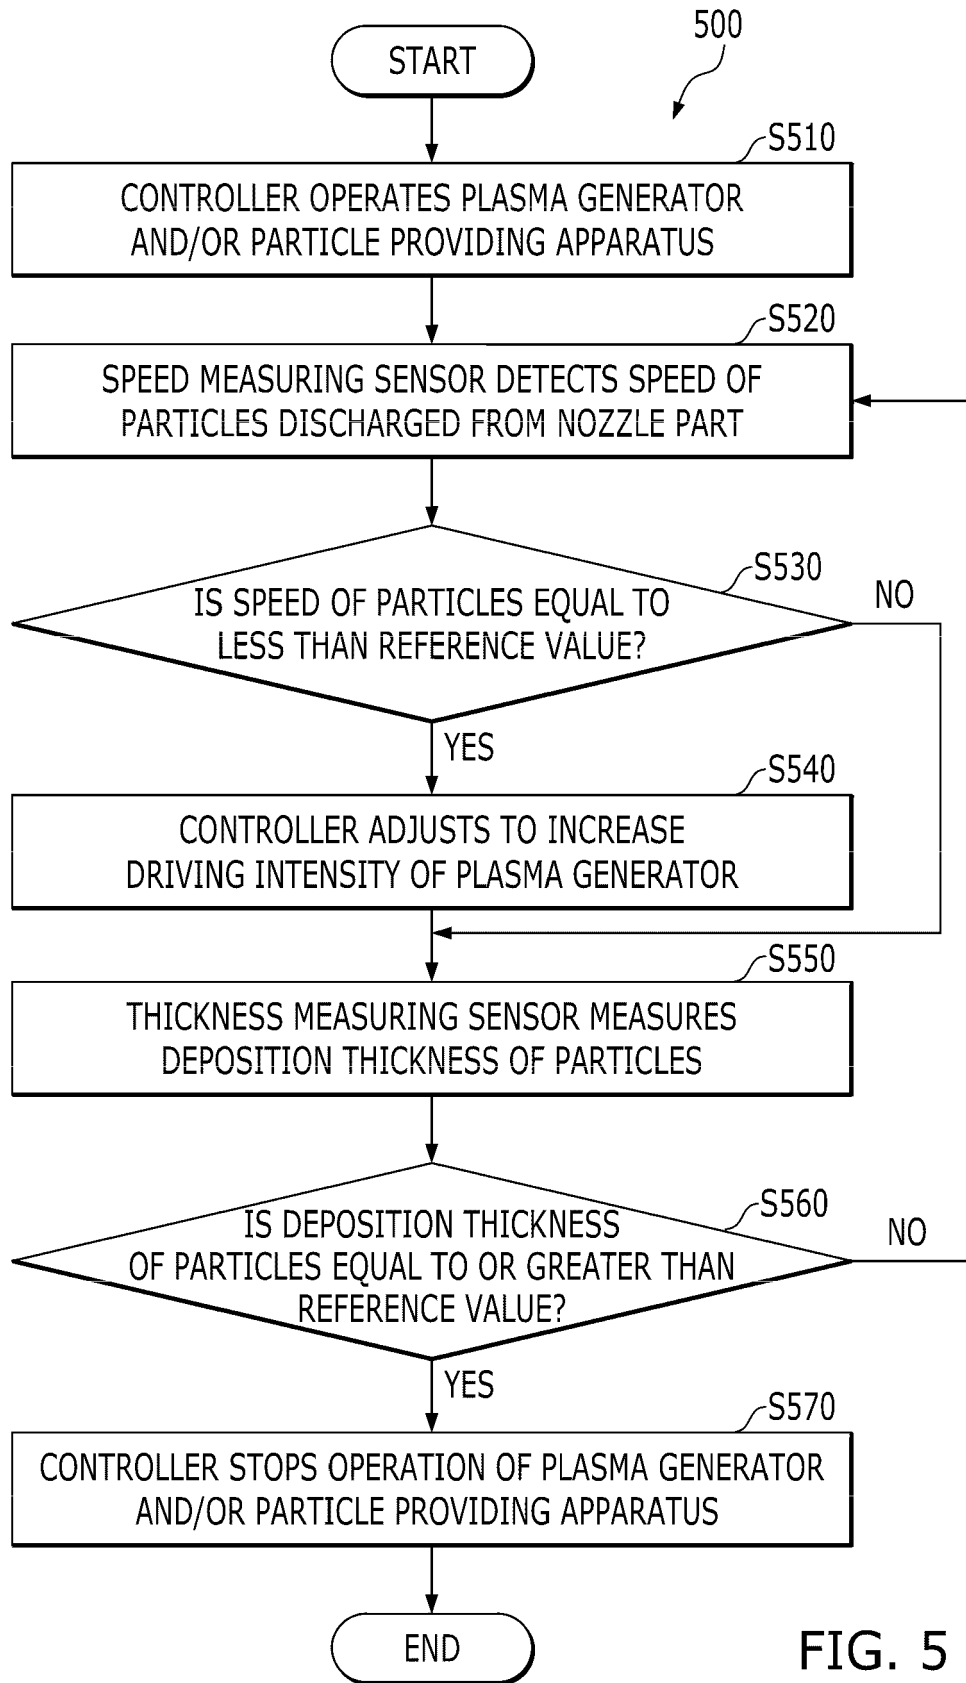 500
START
S510
CONTROLLER OPERATES PLASMA GENERATOR
AND/OR PARTICLE PROVIDING APPARATUS
S520
SPEED MEASURING SENSOR DETECTS SPEED OF
PARTICLES DISCHARGED FROM NOZZLE PART
S530
IS SPEED OF PARTICLES EQUAL TO
LESS THAN REFERENCE VALUE?
NO
YES
S540
CONTROLLER ADJUSTS TO INCREASE
DRIVING INTENSITY OF PLASMA GENERATOR
S550
THICKNESS MEASURING SENSOR MEASURES
DEPOSITION THICKNESS OF PARTICLES
S560
IS DEPOSITION THICKNESS
OF PARTICLES EQUAL TO OR GREATER THAN
REFERENCE VALUE?
NO
YES
S570
CONTROLLER STOPS OPERATION OF PLASMA GENERATOR
AND/OR PARTICLE PROVIDING APPARATUS
END
FIG. 5